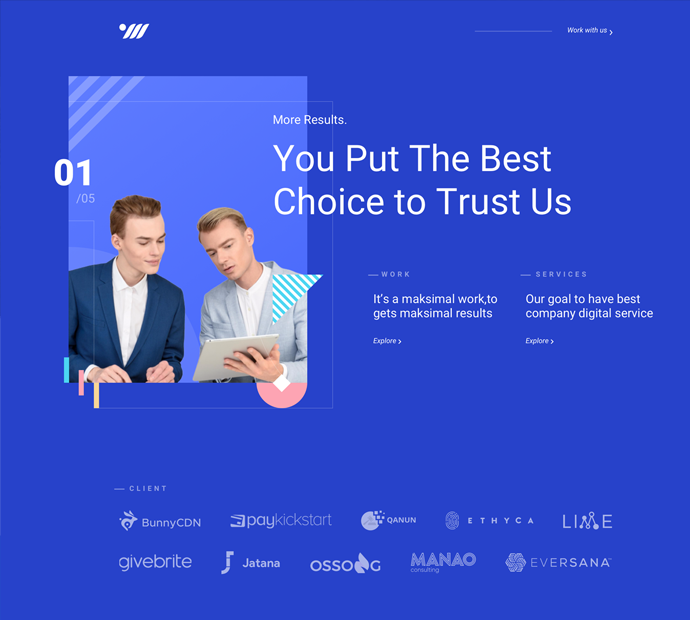 Work with us
More Results.
You Put The Best
Choice to Trust Us
01
/05
WORK
It's a maksimal work,to
gets maksimal results
Explore
SERVICES
Our goal to have best
company digital service
Explore
CLIENT
BunnyCDN
paykickstart
QANUN
ETHYCA
LIME
givebrite
Jatana
OSSO G
MANAO
consulting
EVERSANA